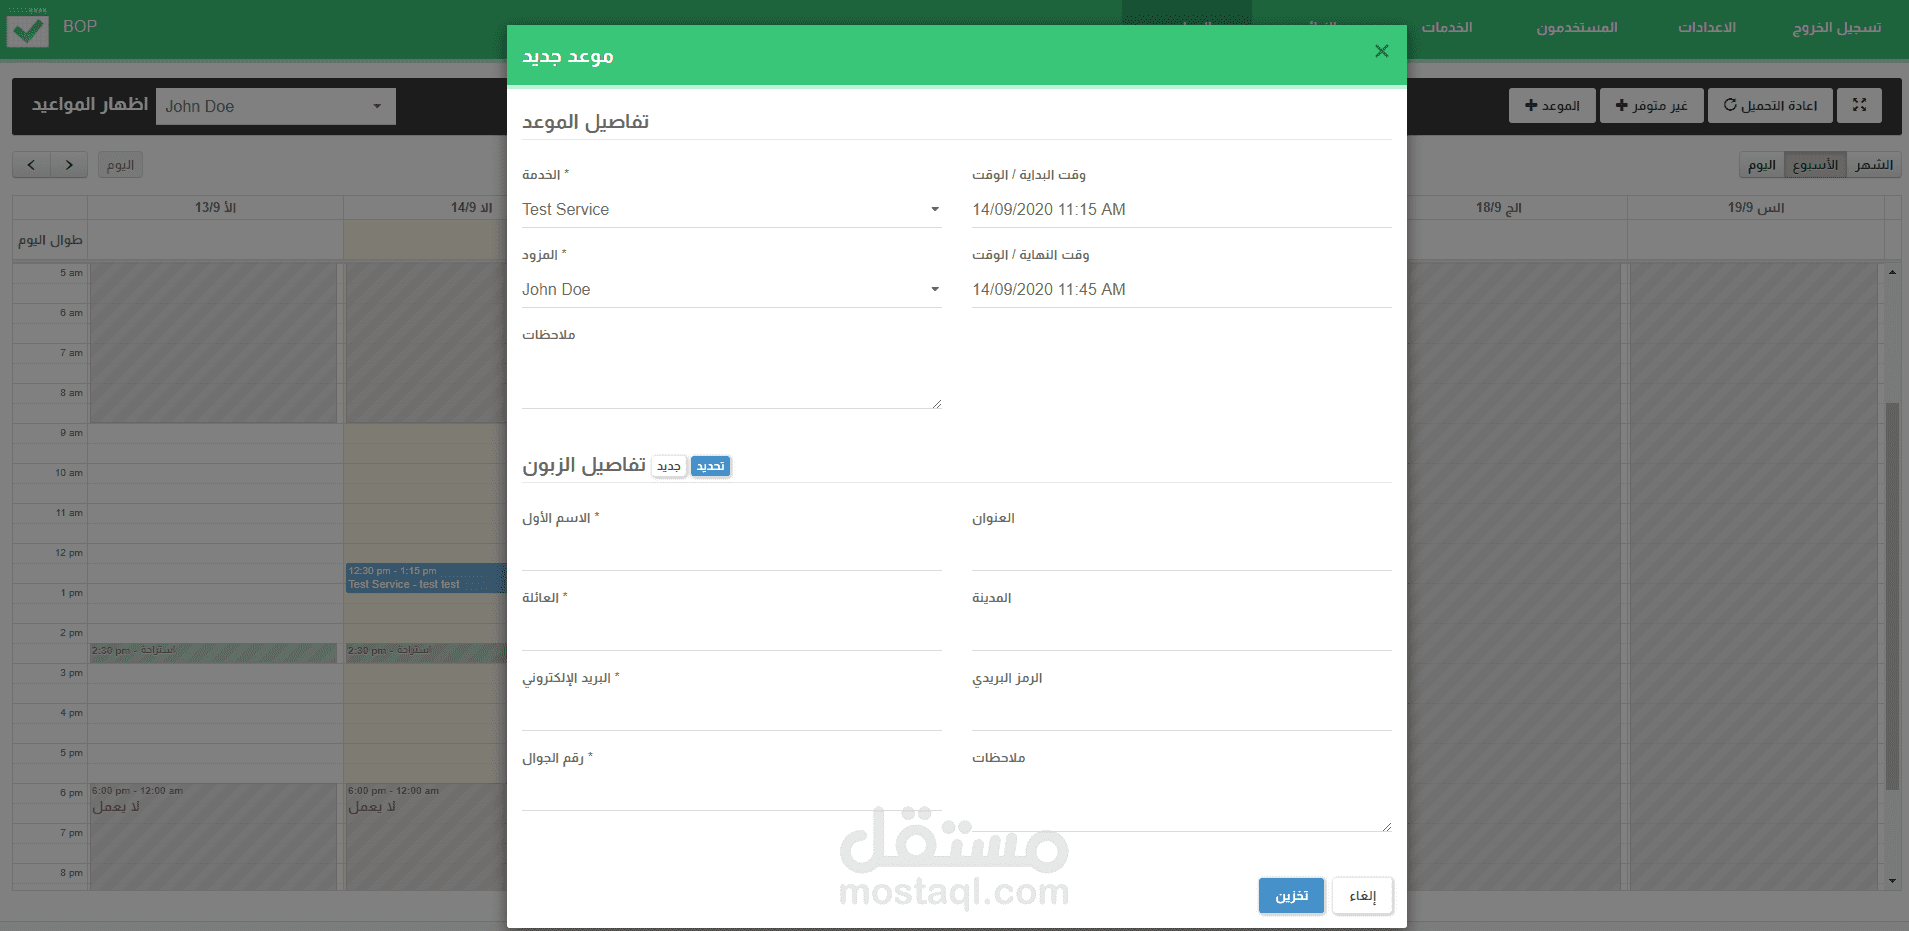 BOP
الخدمات
المستخدمون
الاعدادات
تسجيل الخروج
اظهار المواعيد
John Doe
الموعد
غير متوفر
اعادة التحميل
اليوم
اليوم
الأسبوع
الشهر
الأ 13/9
الا 14/9
الج 18/9
الس 19/9
طوال اليوم
5 am
6 am
7 am
8 am
9 am
10 am
11 am
12 pm
1 pm
2 pm
3 pm
4 pm
5 pm
6 pm
7 pm
8 pm
12:30 pm - 1:15 pm
Test Service - test test
2:30 pm - استراحة
2:30 pm - استراحة
6:00 pm - 12:00 am
لا يعمل
6:00 pm - 12:00 am
لا يعمل
موعد جديد
تفاصيل الموعد
الخدمة *
وقت البداية / الوقت
Test Service
14/09/2020 11:15 AM
المزود *
وقت النهاية / الوقت
John Doe
14/09/2020 11:45 AM
ملاحظات
تفاصيل الزبون
جديد
تحديد
الاسم الأول *
العنوان
العائلة *
المدينة
البريد الإلكتروني *
الرمز البريدي
رقم الجوال *
ملاحظات
مستقل
mostaql.com
تخزين
إلغاء